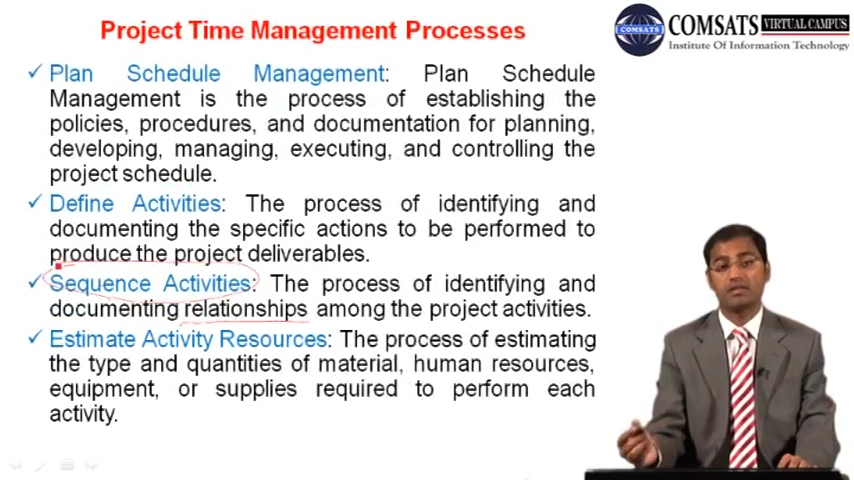 Project Time Management Processes
COMSATS
COMSATS VIRTUAL CAMPUS
Institute Of Information Technology
Plan Schedule Management: Plan Schedule
Management is the process of establishing the
policies, procedures, and documentation for planning,
developing, managing, executing, and controlling the
project schedule.
Define Activities: The process of identifying and
documenting the specific actions to be performed to
produce the project deliverables.
Sequence Activities: The process of identifying and
documenting relationships among the project activities.
Estimate Activity Resources: The process of estimating
the type and quantities of material, human resources,
equipment, or supplies required to perform each
activity.